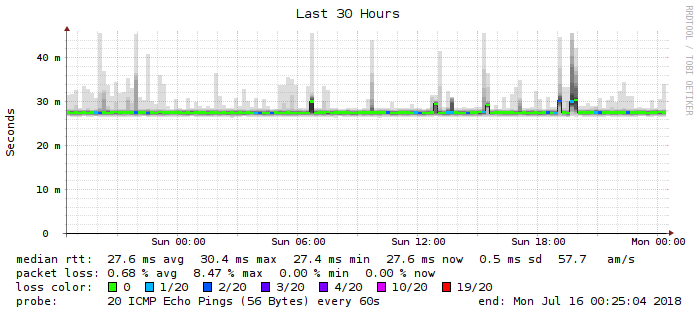 Last 30 Hours
RRDTOOL / TOBI OETIKER
Seconds
40 m
30 m
20 m
10 m
0
Sun 00:00 Sun 06:00 Sun 12:00 Sun 18:00 Mon 00:00
median rtt: 27.6 ms avg 30.4 ms max 27.4 ms min 27.6 ms now 0.5 ms sd 57.7 am/s
packet loss: 0.68 % avg 8.47 % max 0.00 % min 0.00 % now
loss color: 0 1/20 2/20 3/20 4/20 10/20 19/20
probe: 20 ICMP Echo Pings (56 Bytes) every 60s end: Mon Jul 16 00:25:04 2018